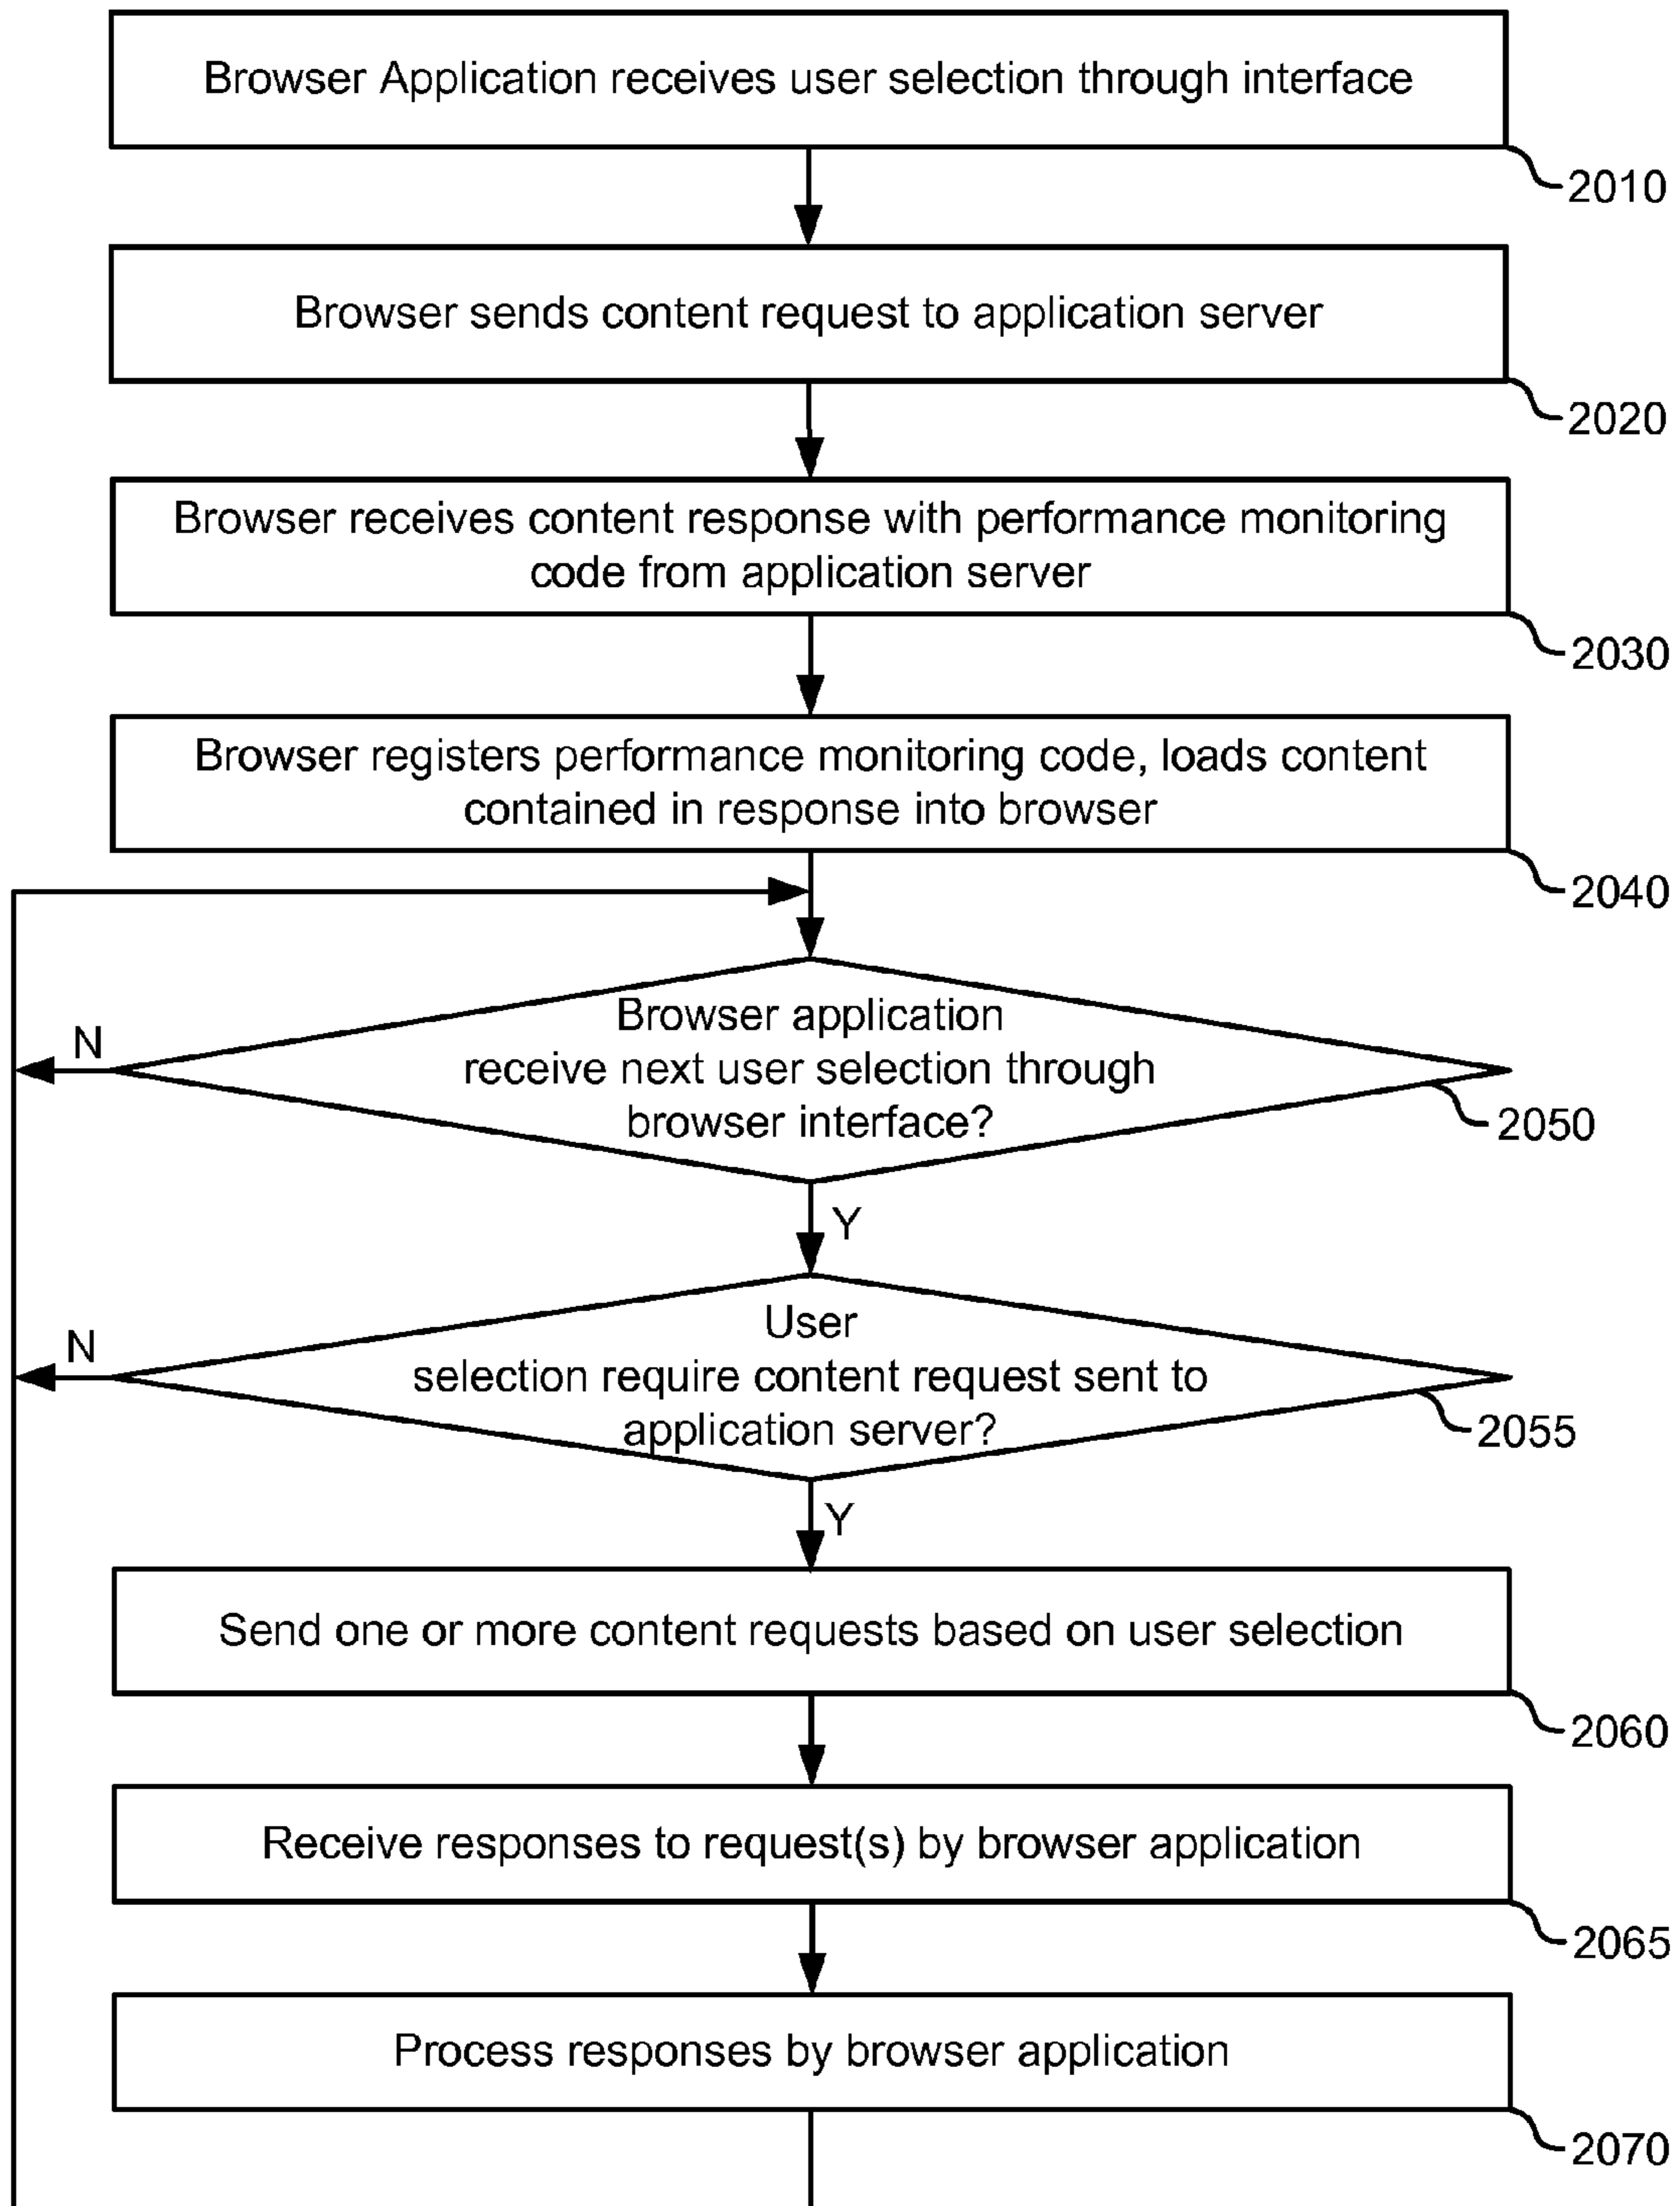 Browser Application receives user selection through interface
2010
Browser sends content request to application server
2020
Browser receives content response with performance monitoring
code from application server
2030
Browser registers performance monitoring code, loads content
contained in response into browser
2040
Browser application
N
receive next user selection through
browser interface?
2050
Y
User
N
selection require content request sent to
application server?
2055
Y
Send one or more content requests based on user selection
2060
Receive responses to request(s) by browser application
2065
Process responses by browser application
2070